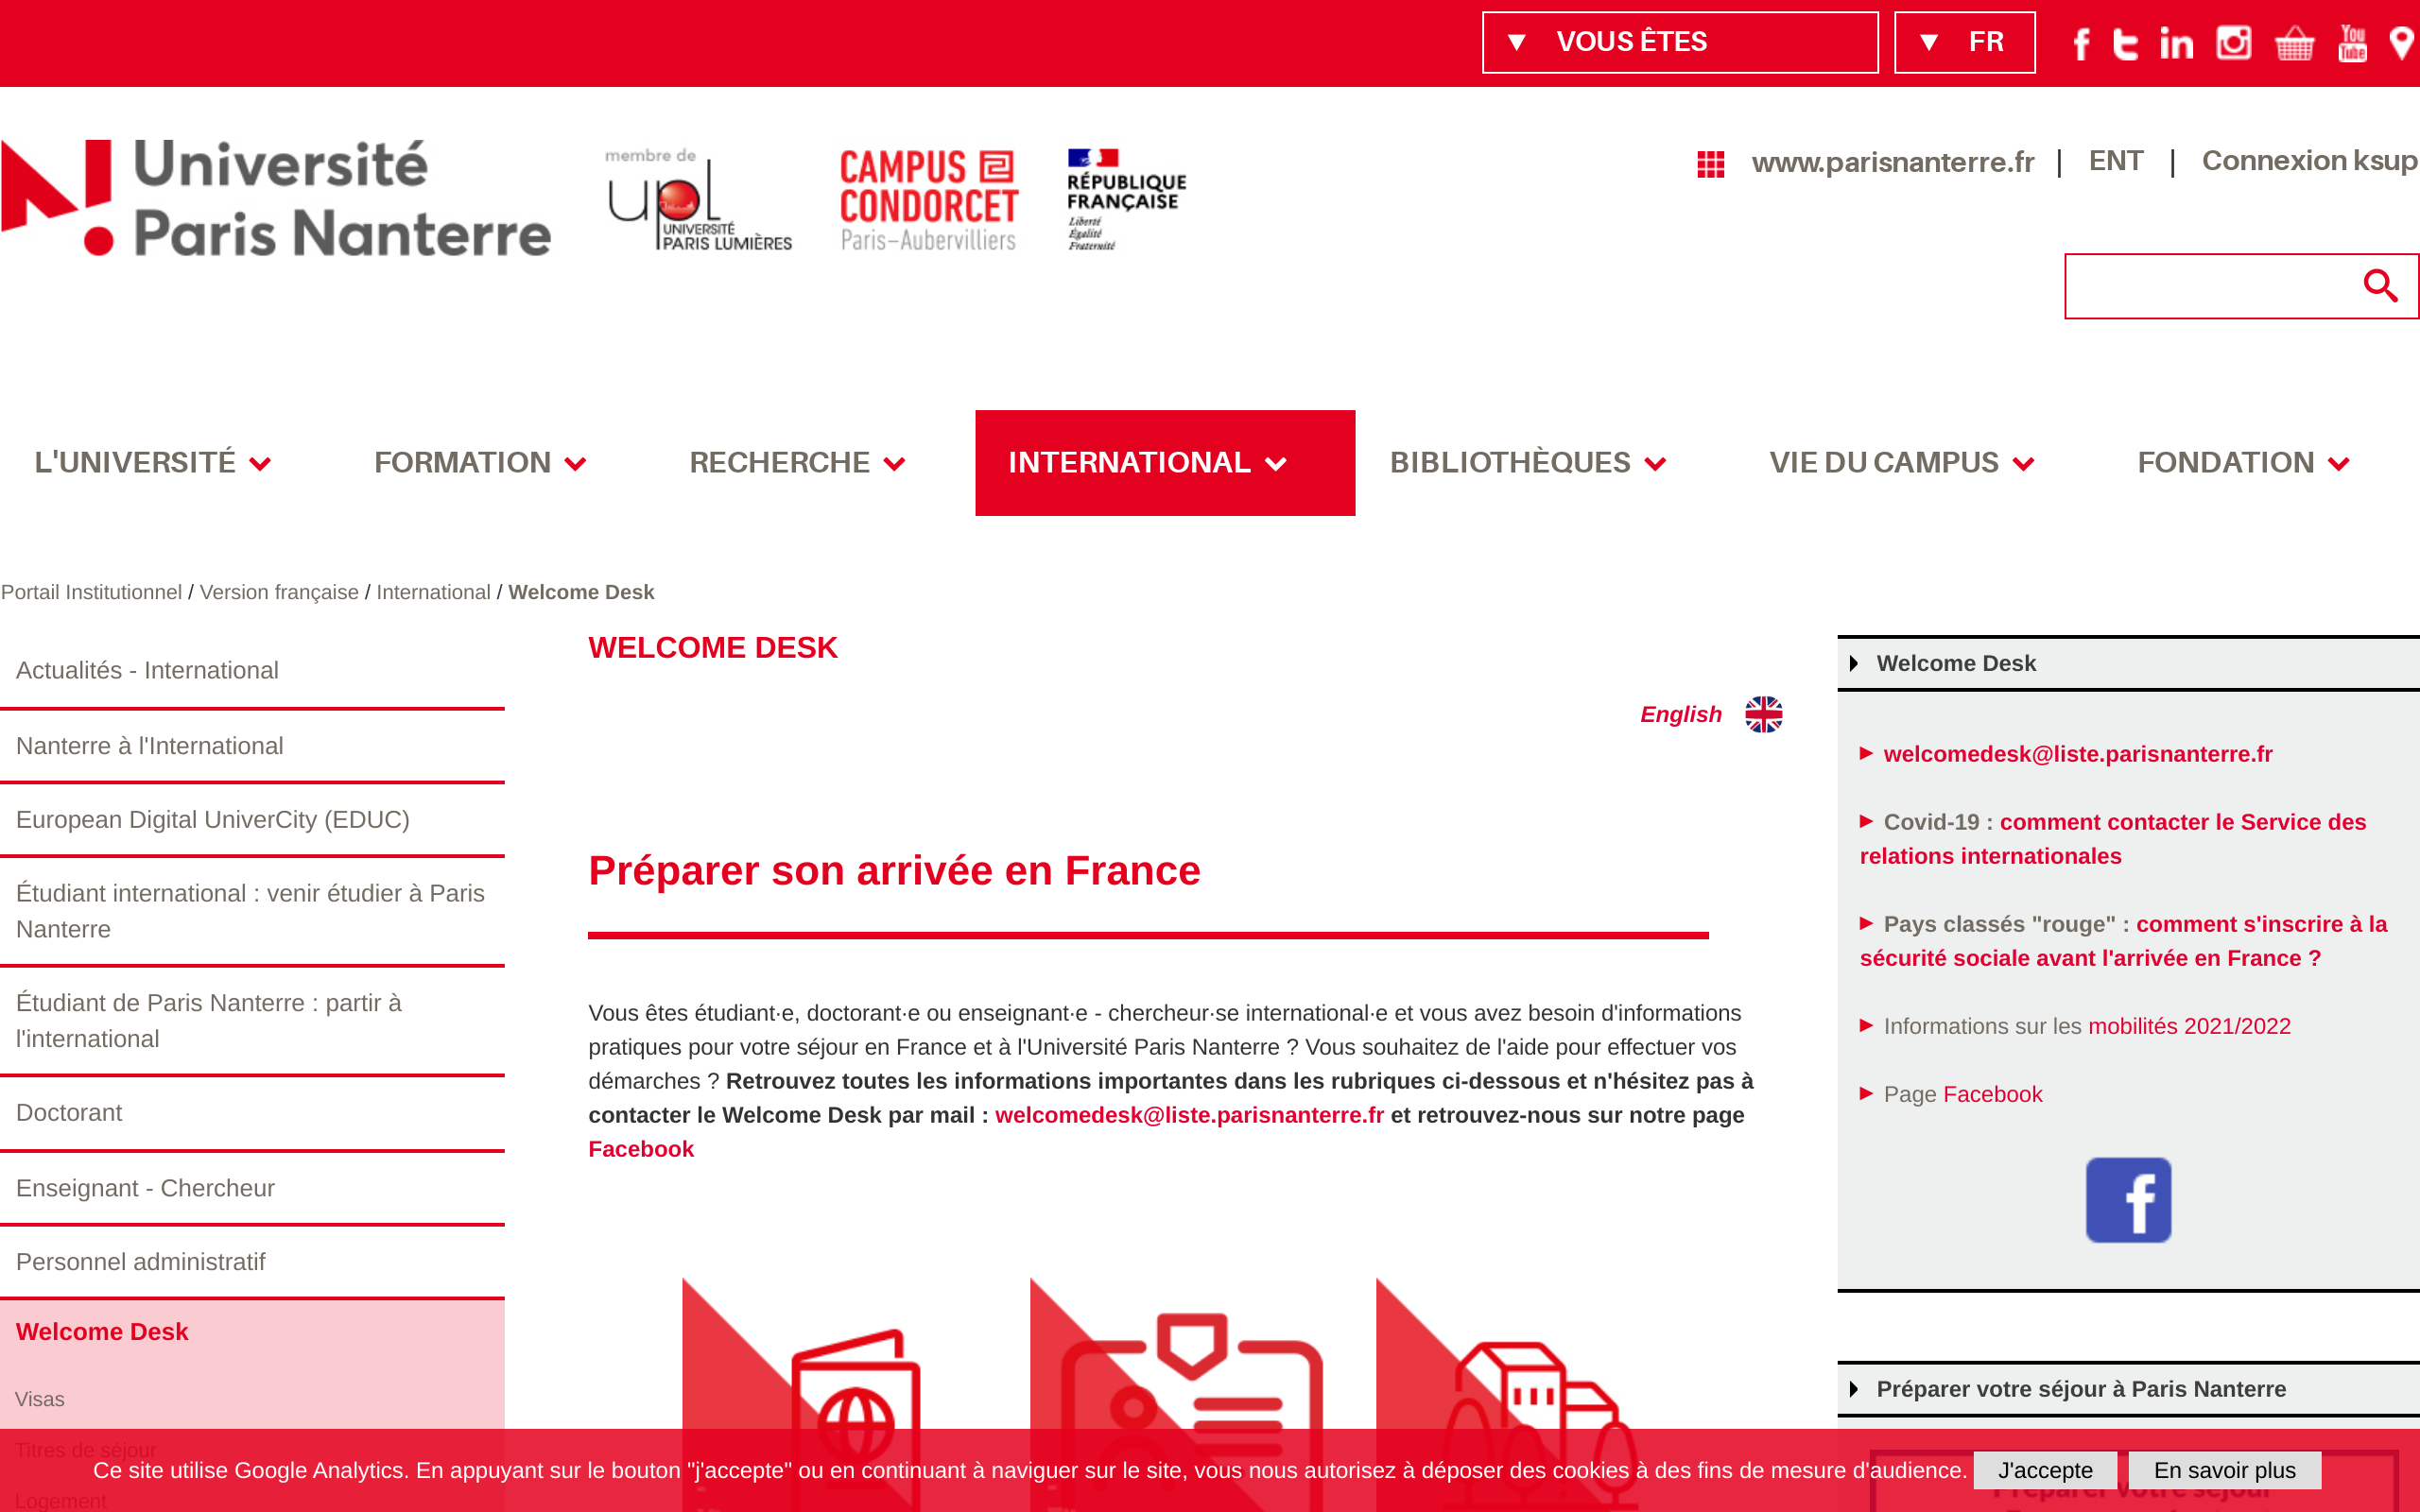 VOUS ÊTES
FR
You
Tube
Université
Paris Nanterre
membre de
upl
UNIVERSITÉ
PARIS LUMIÈRES
CAMPUS
CONDORCET
Paris–Aubervilliers
RÉPUBLIQUE
FRANÇAISE
Liberté
Égalité
Fraternité
www.parisnanterre.fr | ENT | Connexion ksup
L'UNIVERSITÉ FORMATION RECHERCHE INTERNATIONAL BIBLIOTHÈQUES VIE DU CAMPUS FONDATION
Portail Institutionnel / Version française / International / Welcome Desk
Actualités - International
Nanterre à l'International
European Digital UniverCity (EDUC)
Étudiant international : venir étudier à Paris
Nanterre
Étudiant de Paris Nanterre : partir à
l'international
Doctorant
Enseignant - Chercheur
Personnel administratif
Welcome Desk
Visas
Titres de séjour
Logement
WELCOME DESK
English
Préparer son arrivée en France
Vous êtes étudiant·e, doctorant·e ou enseignant·e - chercheur·se international·e et vous avez besoin d'informations
pratiques pour votre séjour en France et à l'Université Paris Nanterre ? Vous souhaitez de l'aide pour effectuer vos
démarches ? Retrouvez toutes les informations importantes dans les rubriques ci-dessous et n'hésitez pas à
contacter le Welcome Desk par mail : welcomedesk@liste.parisnanterre.fr et retrouvez-nous sur notre page
Facebook
Welcome Desk
welcomedesk@liste.parisnanterre.fr
Covid-19 : comment contacter le Service des
relations internationales
Pays classés "rouge" : comment s'inscrire à la
sécurité sociale avant l'arrivée en France ?
Informations sur les mobilités 2021/2022
Page Facebook
Préparer votre séjour à Paris Nanterre
Préparer votre séjour
Ce site utilise Google Analytics. En appuyant sur le bouton "j'accepte" ou en continuant à naviguer sur le site, vous nous autorisez à déposer des cookies à des fins de mesure d'audience. J'accepte En savoir plus